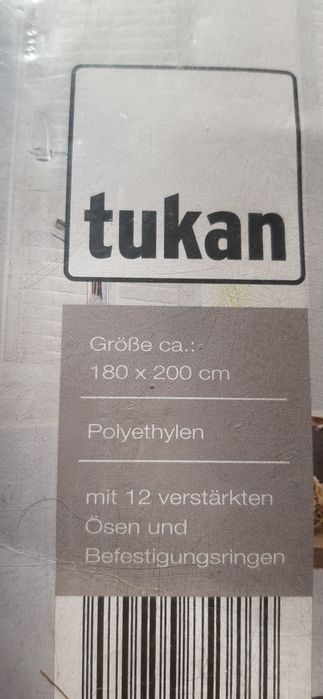 tukan
Größe ca.:
180 x 200 cm
Polyethylen
mit 12 verstärkten
Ösen und
Befestigungsringen